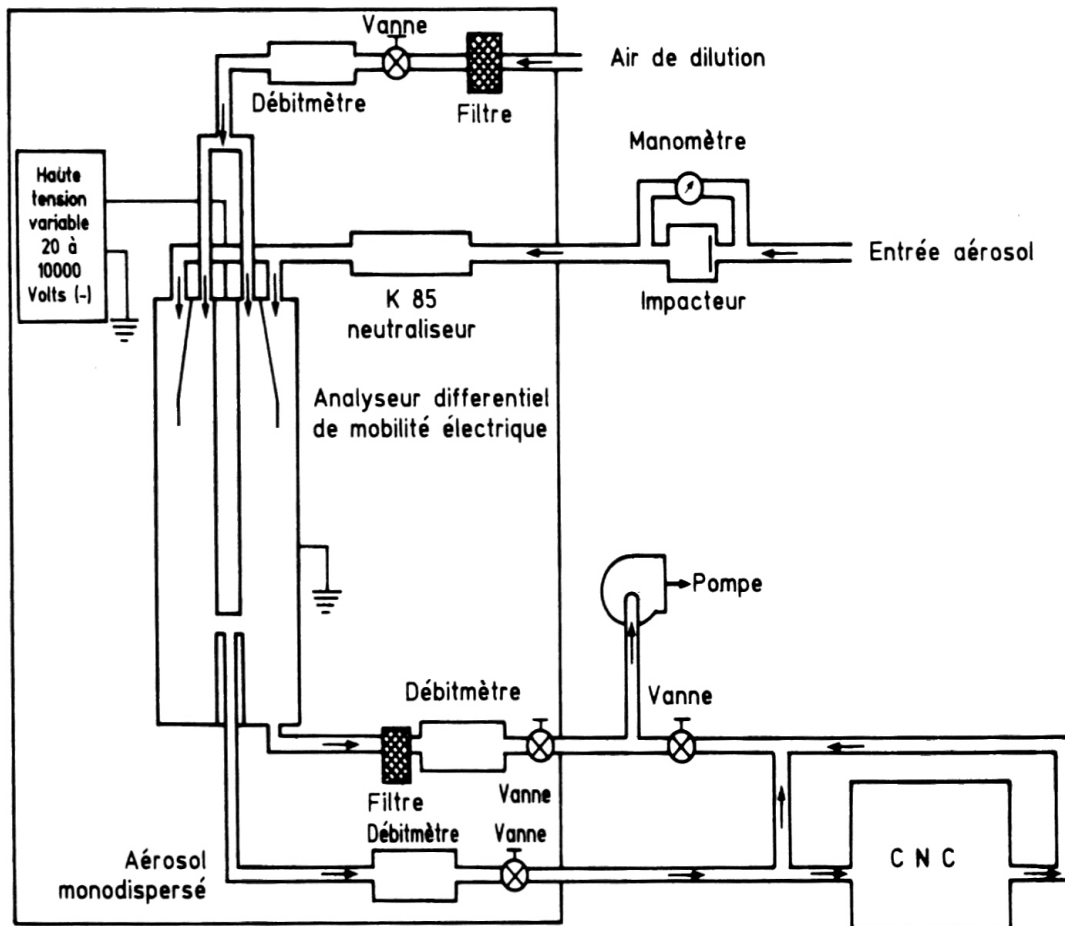 Vanne
Air de dilution
Débitmètre
Filtre
Manomètre
Haute
tension
variable
20 à
10000
Volts (-)
Entrée aérosol
K 85
neutraliseur
Impacteur
Analyseur differentiel
de mobilité électrique
Pompe
Débitmètre
Vanne
Filtre
Vanne
Débitmètre
Vanne
Aérosol
monodispersé
C N C